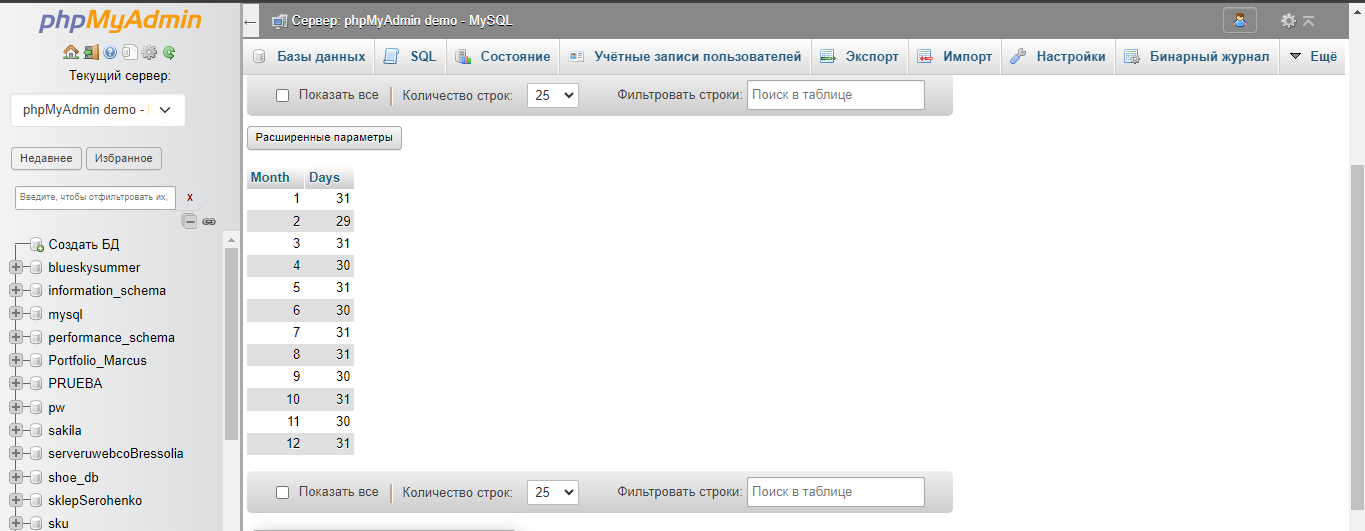 phpMyAdmin
Текущий сервер:
phpMyAdmin demo -
Недавнее
Избранное
Введите, чтобы отфильтровать их,
X
Создать БД
blueskysummer
information_schema
mysql
performance_schema
Portfolio_Marcus
PRUEBA
pw
sakila
serveruwebcoBressolia
shoe_db
sklepSerohenko
sku
← Сервер: phpMyAdmin demo - MySQL
Базы данных SQL Состояние Учётные записи пользователей Экспорт Импорт Настройки Бинарный журнал Ещё
Показать все Количество строк: 25 Фильтровать строки: Поиск в таблице
Расширенные параметры
Month Days
1 31
2 29
3 31
4 30
5 31
6 30
7 31
8 31
9 30
10 31
11 30
12 31
Показать все Количество строк: 25 Фильтровать строки: Поиск в таблице